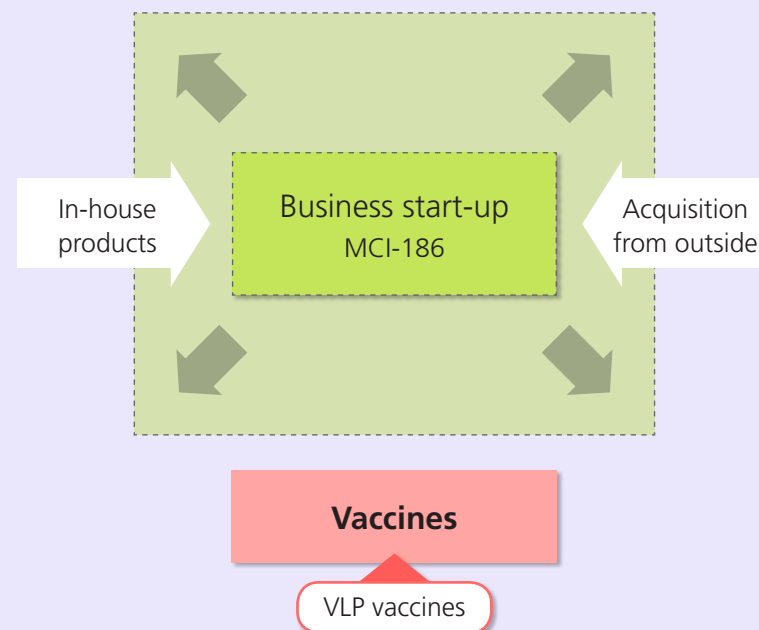 Business start-up
MCI-186
In-house
products
Acquisition
from outside
Vaccines
VLP vaccines